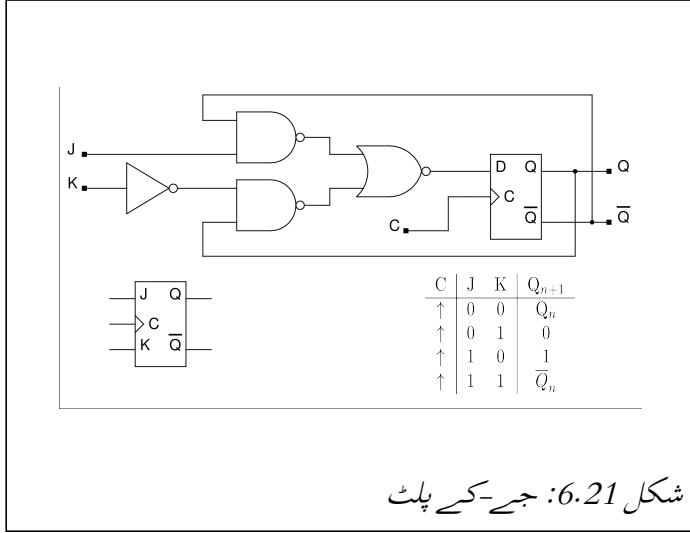 J
K
D Q
C
Q̅
C
Q
Q̅
J Q
C
K Q̅
C J K Qₙ₊₁
↑ 0 0 Qₙ
↑ 0 1 0
↑ 1 0 1
↑ 1 1 Q̅ₙ
شکل 6.21: جے-کے پلٹ